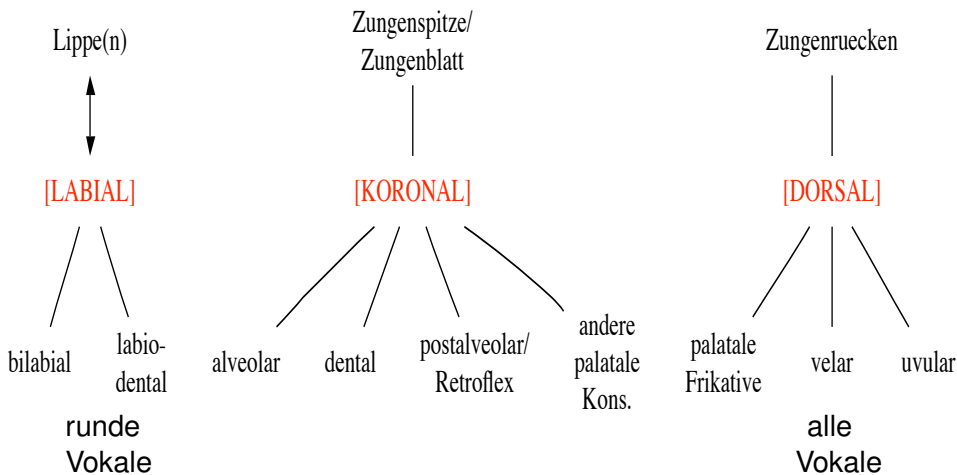 Lippe(n)
Zungenspitze/
Zungenblatt
Zungenruecken
[LABIAL]
[KORONAL]
[DORSAL]
bilabial
labio-
dental
alveolar
dental
postalveolar/
Retroflex
andere
palatale
Kons.
palatale
Frikative
velar
uvular
runde
Vokale
alle
Vokale